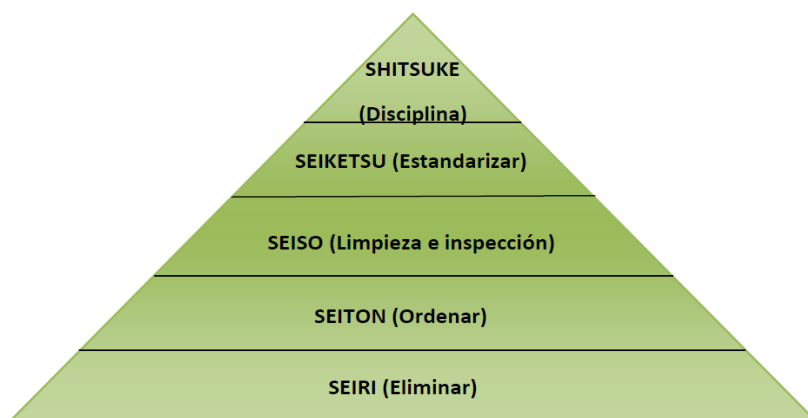 SHITSUKE
(Disciplina)
SEIKETSU (Estandarizar)
SEISO (Limpieza e inspección)
SEITON (Ordenar)
SEIRI (Eliminar)